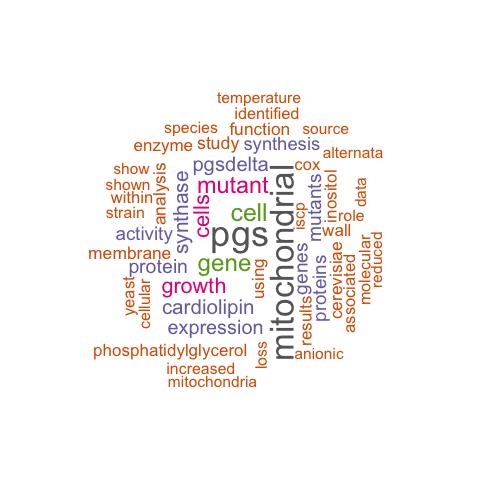 temperature
identified
species function source
enzyme study synthesis
alternata
show pgsdelta cox
shown mutant
within analysis synthase cells mitochondrial mutants inositol data
strain cell iscp role
activity pgs wall
membrane genes
protein gene using proteins cerevisiae associated molecular reduced
yeast cellular growth
cardiolipin results
expression
phosphatidylglycerol loss anionic
increased
mitochondria